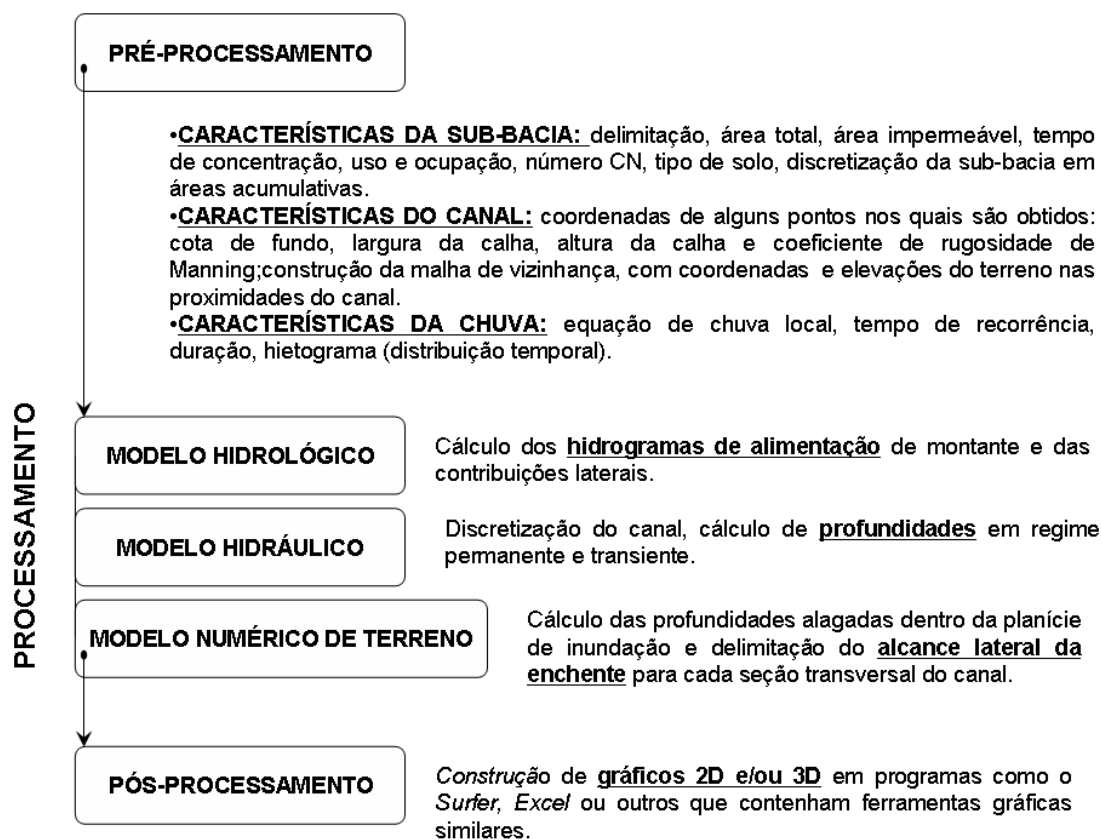 PRÉ-PROCESSAMENTO
•CARACTERÍSTICAS DA SUB-BACIA: delimitação, área total, área impermeável, tempo
de concentração, uso e ocupação, número CN, tipo de solo, discretização da sub-bacia em
áreas acumulativas.
•CARACTERÍSTICAS DO CANAL: coordenadas de alguns pontos nos quais são obtidos:
cota de fundo, largura da calha, altura da calha e coeficiente de rugosidade de
Manning;construção da malha de vizinhança, com coordenadas e elevações do terreno nas
proximidades do canal.
•CARACTERÍSTICAS DA CHUVA: equação de chuva local, tempo de recorrência,
duração, hietograma (distribuição temporal).
PROCESSAMENTO
MODELO HIDROLÓGICO
Cálculo dos hidrogramas de alimentação de montante e das
contribuições laterais.
MODELO HIDRÁULICO
Discretização do canal, cálculo de profundidades em regime
permanente e transiente.
MODELO NUMÉRICO DE TERRENO
Cálculo das profundidades alagadas dentro da planície
de inundação e delimitação do alcance lateral da
enchente para cada seção transversal do canal.
PÓS-PROCESSAMENTO
Construção de gráficos 2D e/ou 3D em programas como o
Surfer, Excel ou outros que contenham ferramentas gráficas
similares.